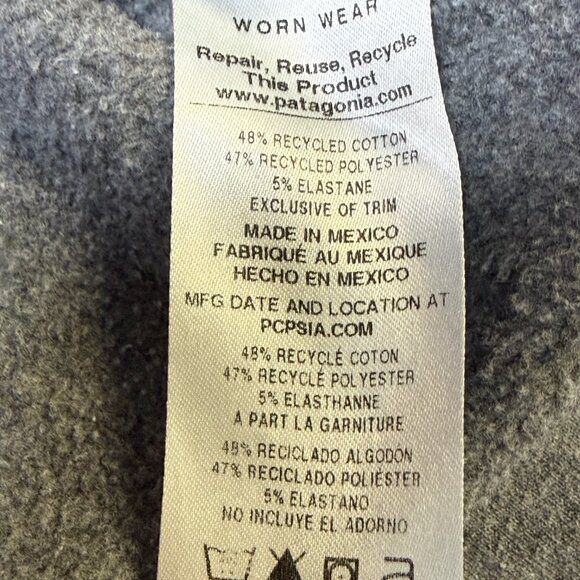 WORN WEAR
Repair, Reuse, Recycle
This Product
www.patagonia.com
48% RECYCLED COTTON
47% RECYCLED POLYESTER
5% ELASTANE
EXCLUSIVE OF TRIM
MADE IN MEXICO
FABRIQUÉ AU MEXIQUE
HECHO EN MEXICO
MFG DATE AND LOCATION AT
PCPSIA.COM
48% RECYCLÉ COTON
47% RECYCLÉ POLYESTER
5% ELASTHANNE
A PART LA GARNITURE
48% RECICLADO ALGODÓN
47% RECICLADO POLIÉSTER
5% ELASTANO
NO INCLUYE EL ADORNO